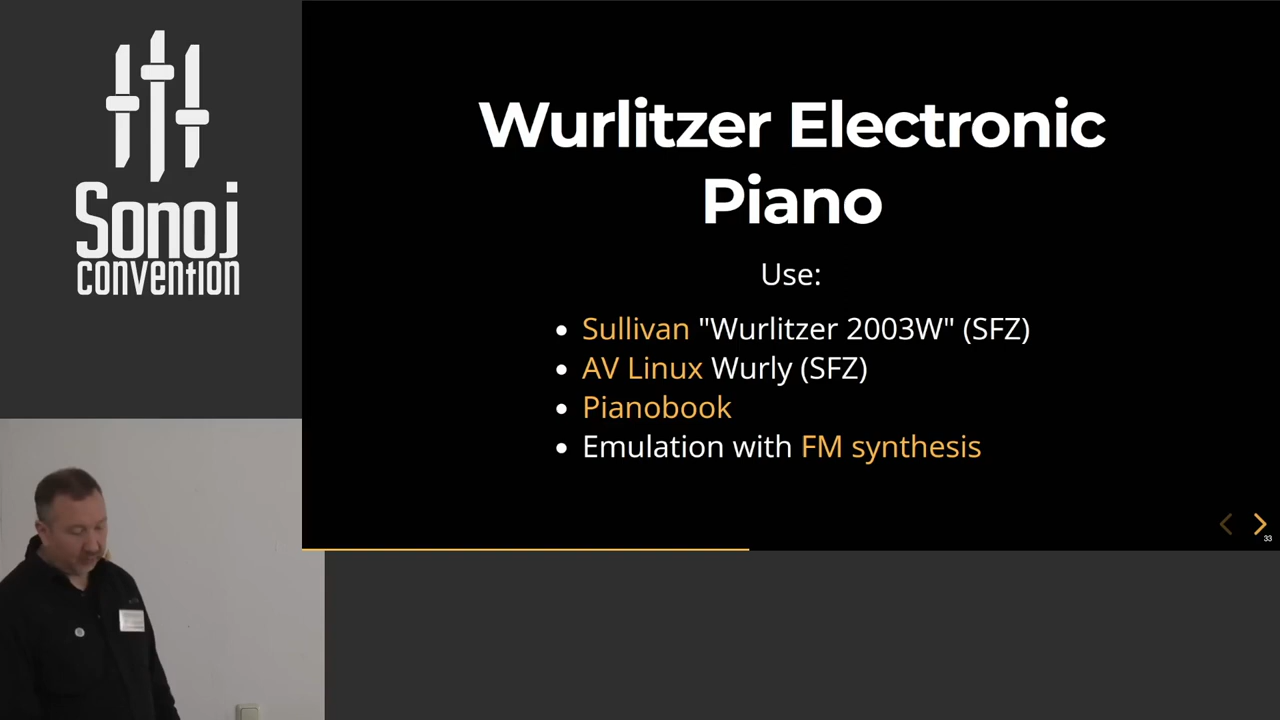 Sonoj
convention
Wurlitzer Electronic
Piano
Use:
• Sullivan "Wurlitzer 2003W" (SFZ)
• AV Linux Wurly (SFZ)
• Pianobook
• Emulation with FM synthesis
33